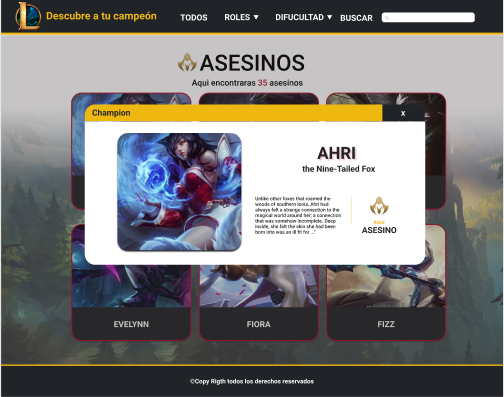 Descubre a tu campeón
TODOS
ROLES ▼
DIFUCULTAD ▼
BUSCAR
ASESINOS
Aqui encontraras 35 asesinos
Champion
x
AHRI
the Nine-Tailed Fox
Unlike other foxes that roamed the
woods of southern Ionia, Ahri had
always felt a strange connection to the
magical world around her; a connection
that was somehow incomplete. Deep
inside, she felt the skin she had been
born into was an ill fit for ..."
ASESINO
EVELYNN
FIORA
FIZZ
©Copy Rigth todos los derechos reservados